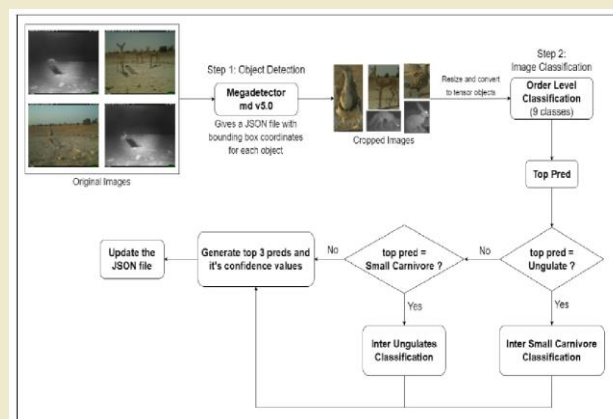 Original Images
Step 1: Object Detection
Megadetector
md v5.0
Gives a JSON file with
bounding box coordinates
for each object
Cropped Images
Resize and convert
to tensor objects
Step 2:
Image Classification
Order Level
Classification
(9 classes)
Top Pred
top pred =
Ungulate ?
No
Yes
top pred =
Small Carnivore ?
No
Yes
Generate top 3 preds and
it's confidence values
Update the
JSON file
Inter Ungulates
Classification
Inter Small Carnivore
Classification